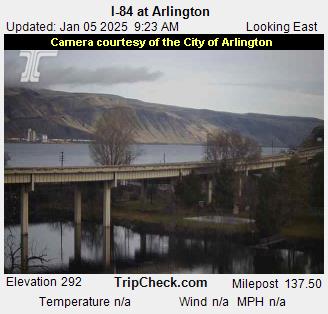 I-84 at Arlington
Updated: Jan 05 2025 9:23 AM Looking East
Camera courtesy of the City of Arlington
Elevation 292 TripCheck.com Milepost 137.50
Temperature n/a Wind n/a MPH n/a